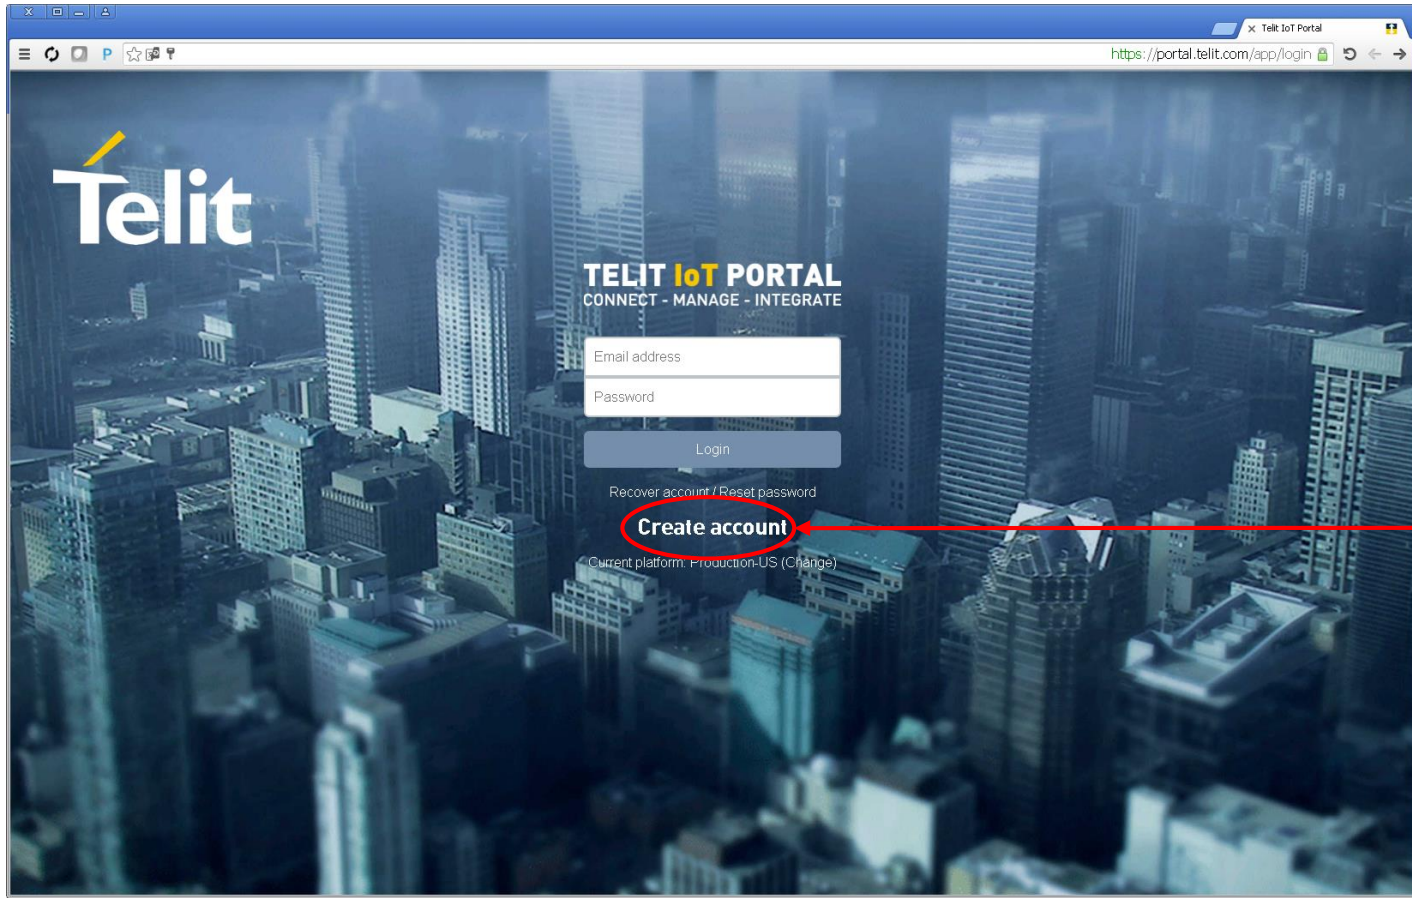 Telit IoT Portal
P
https://portal.telit.com/app/login
Telit
TELIT IoT PORTAL
CONNECT - MANAGE - INTEGRATE
Email address
Password
Login
Recover account / Reset password
Create account
Current platform: Production-US (Change)